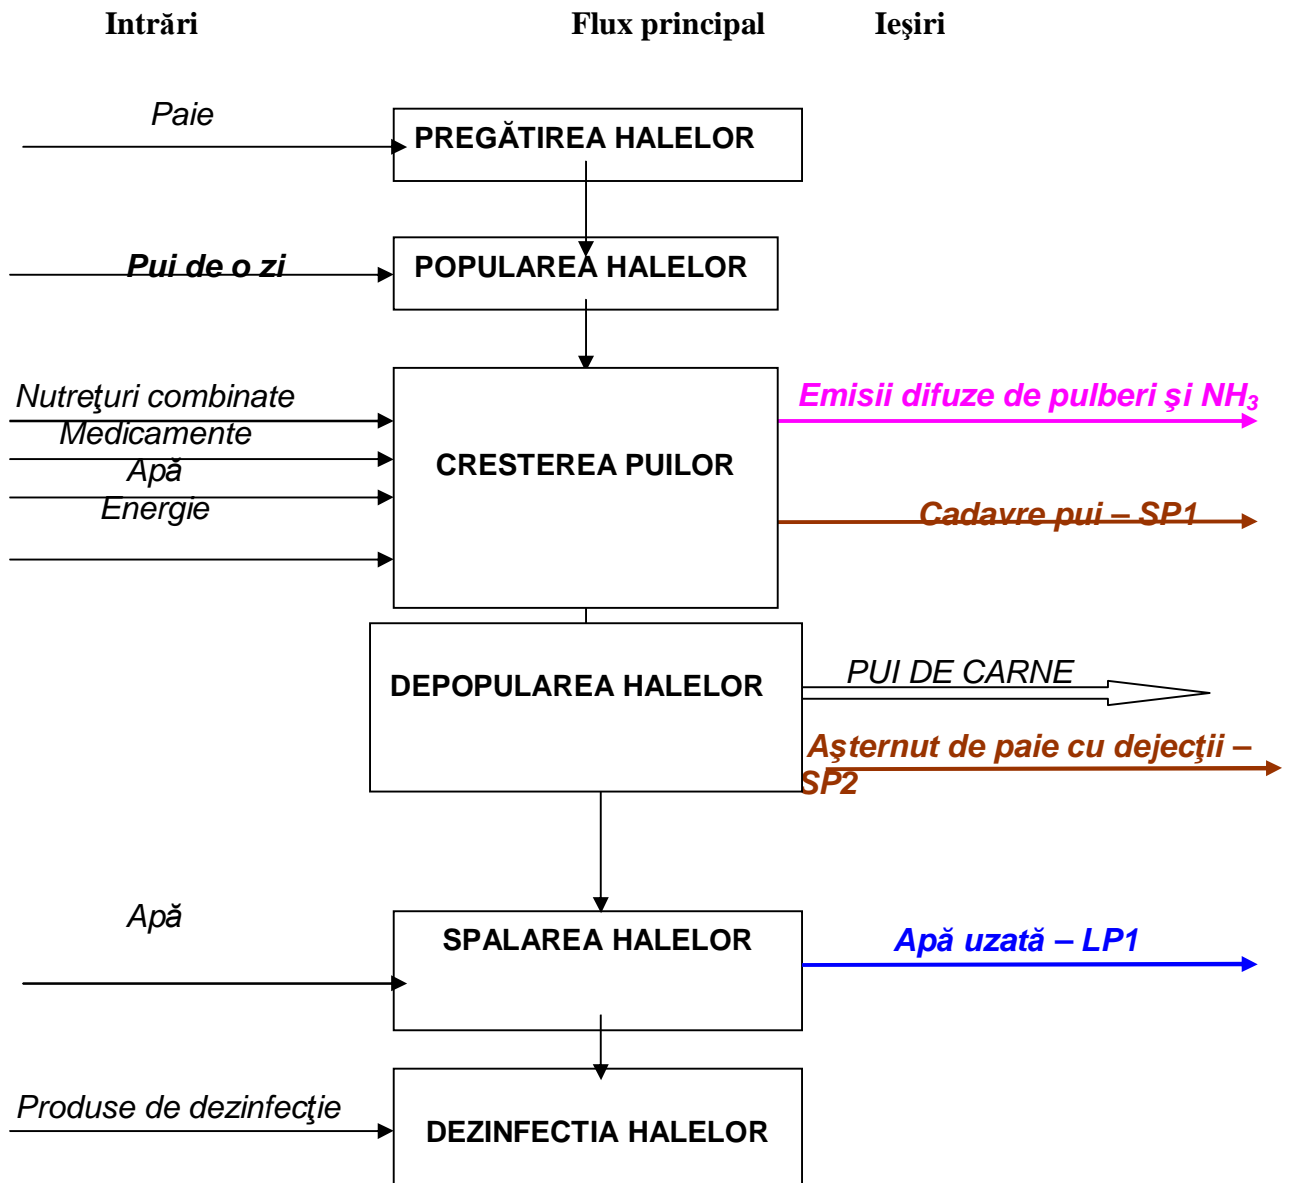 Intrări Flux principal Ieşiri
Paie
PREGĂTIREA HALELOR
Pui de o zi
POPULAREA HALELOR
Nutreţuri combinate
Medicamente
Apă
Energie
CRESTEREA PUILOR
Emisii difuze de pulberi şi NH3
Cadavre pui – SP1
DEPOPULAREA HALELOR
PUI DE CARNE
Aşternut de paie cu dejecţii –
SP2
Apă
SPALAREA HALELOR
Apă uzată – LP1
Produse de dezinfecţie
DEZINFECTIA HALELOR